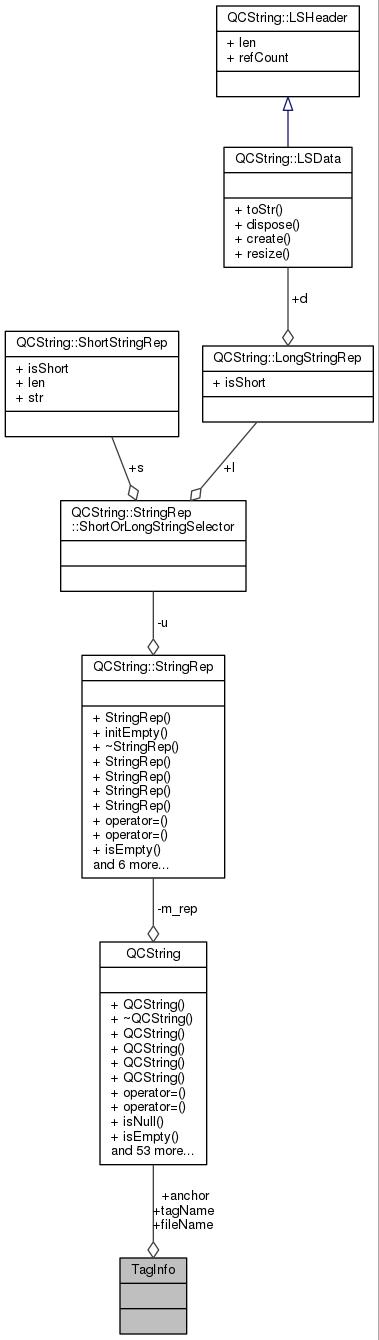 QCString::LSHeader
+ len
+ refCount
QCString::LSData
+ toStr()
+ dispose()
+ create()
+ resize()
+d
QCString::ShortStringRep
+ isShort
+ len
+ str
QCString::LongStringRep
+ isShort
+s
+l
QCString::StringRep
::ShortOrLongStringSelector
-u
QCString::StringRep
+ StringRep()
+ initEmpty()
+ ~StringRep()
+ StringRep()
+ StringRep()
+ StringRep()
+ StringRep()
+ operator=()
+ operator=()
+ isEmpty()
and 6 more...
-m_rep
QCString
+ QCString()
+ ~QCString()
+ QCString()
+ QCString()
+ QCString()
+ QCString()
+ operator=()
+ operator=()
+ isNull()
+ isEmpty()
and 53 more...
+anchor
+tagName
+fileName
TagInfo